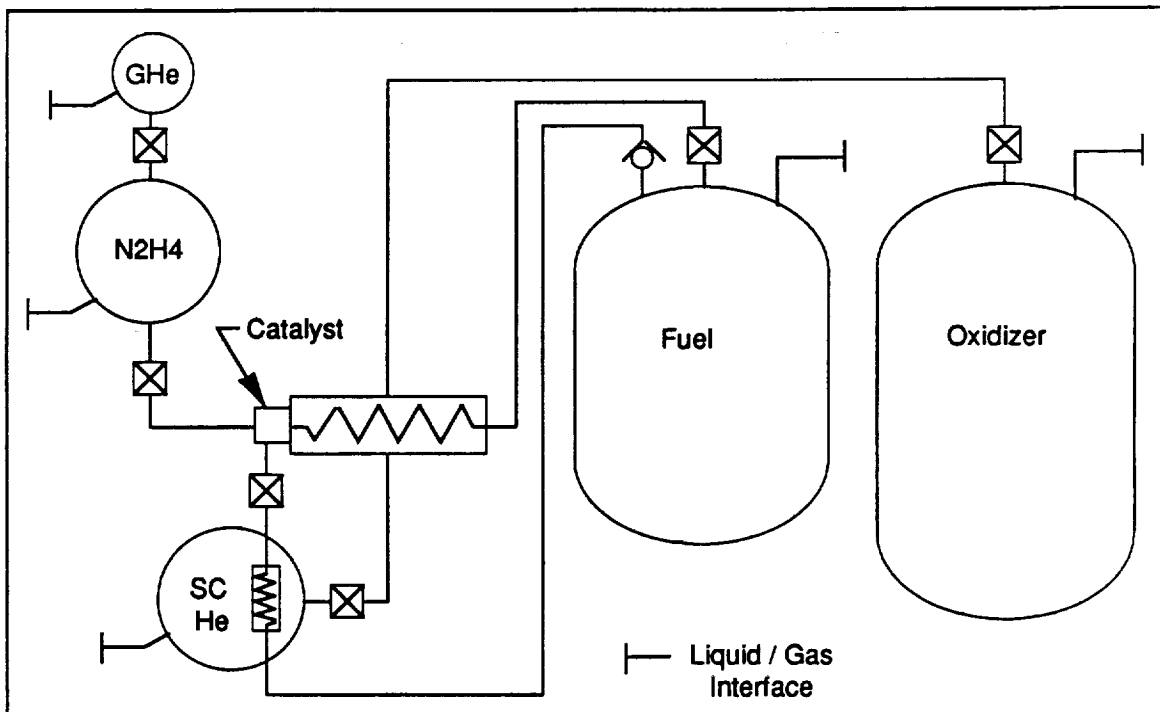 GHe
N2H4
Catalyst
Fuel
Oxidizer
SC
He
Liquid / Gas
Interface